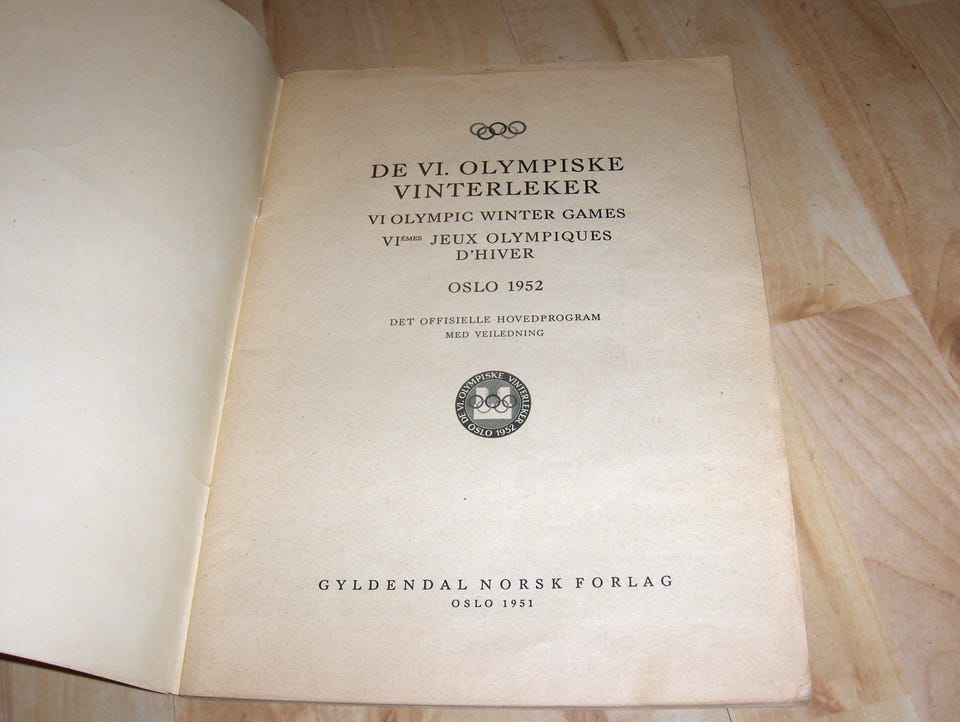 DE VI. OLYMPISKE
VINTERLEKER
VI OLYMPIC WINTER GAMES
VIÈMES JEUX OLYMPIQUES
D'HIVER
OSLO 1952
DET OFFISIELLE HOVEDPROGRAM
MED VEILEDNING
DE VI. OLYMPISKE VINTERLEKER
OSLO 1952
GYLDENDAL NORSK FORLAG
OSLO 1951